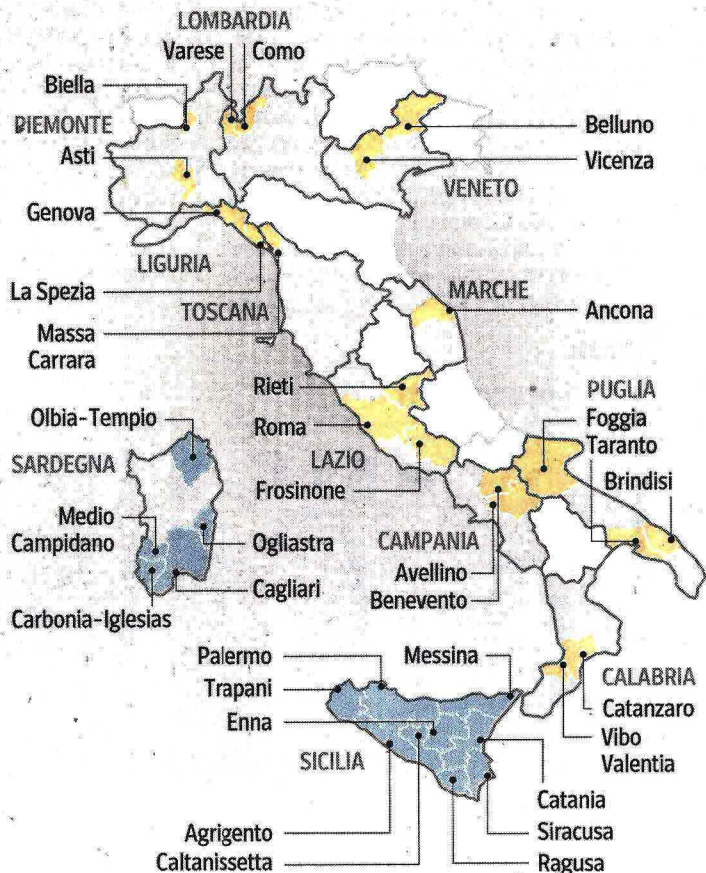 LOMBARDIA
Varese Como
Biella
PIEMONTE
Asti
Genova
LIGURIA
La Spezia
TOSCANA
Massa
Carrara
Belluno
Vicenza
VENETO
MARCHE
Ancona
Rieti
Roma
LAZIO
Frosinone
PUGLIA
Foggia
Taranto
Brindisi
Olbia-Tempio
SARDEGNA
Medio
Campidano
Ogliastra
Cagliari
Carbonia-Iglesias
CAMPANIA
Avellino
Benevento
Palermo
Messina
Trapani
Enna
SICILIA
CALABRIA
Catanzaro
Vibo
Valentia
Catania
Siracusa
Ragusa
Agrigento
Caltanissetta